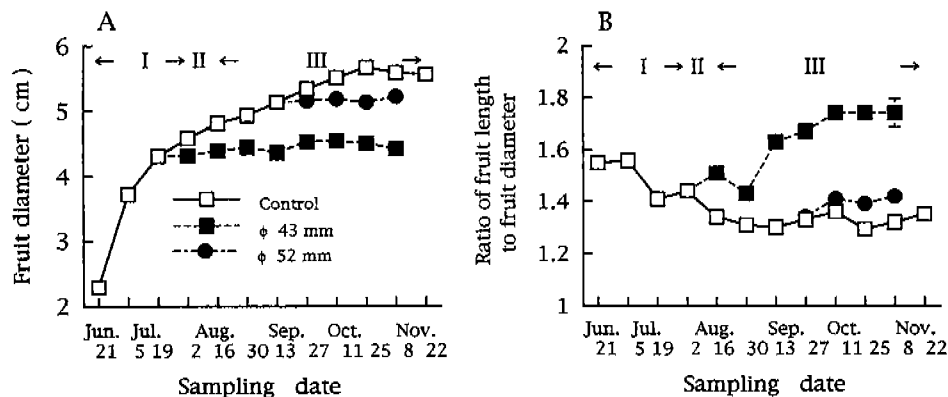 A
B
← I → II ← III →
← I → II ← III →
6
5
4
3
2
Fruit diameter ( cm )
Control
φ 43 mm
φ 52 mm
Jun. Jul. Aug. Sep. Oct. Nov.
21 5 19 2 16 30 13 27 11 25 8 22
Sampling date
2
1.8
1.6
1.4
1.2
1
Ratio of fruit length
to fruit diameter
Jun. Jul. Aug. Sep. Oct. Nov.
21 5 19 2 16 30 13 27 11 25 8 22
Sampling date